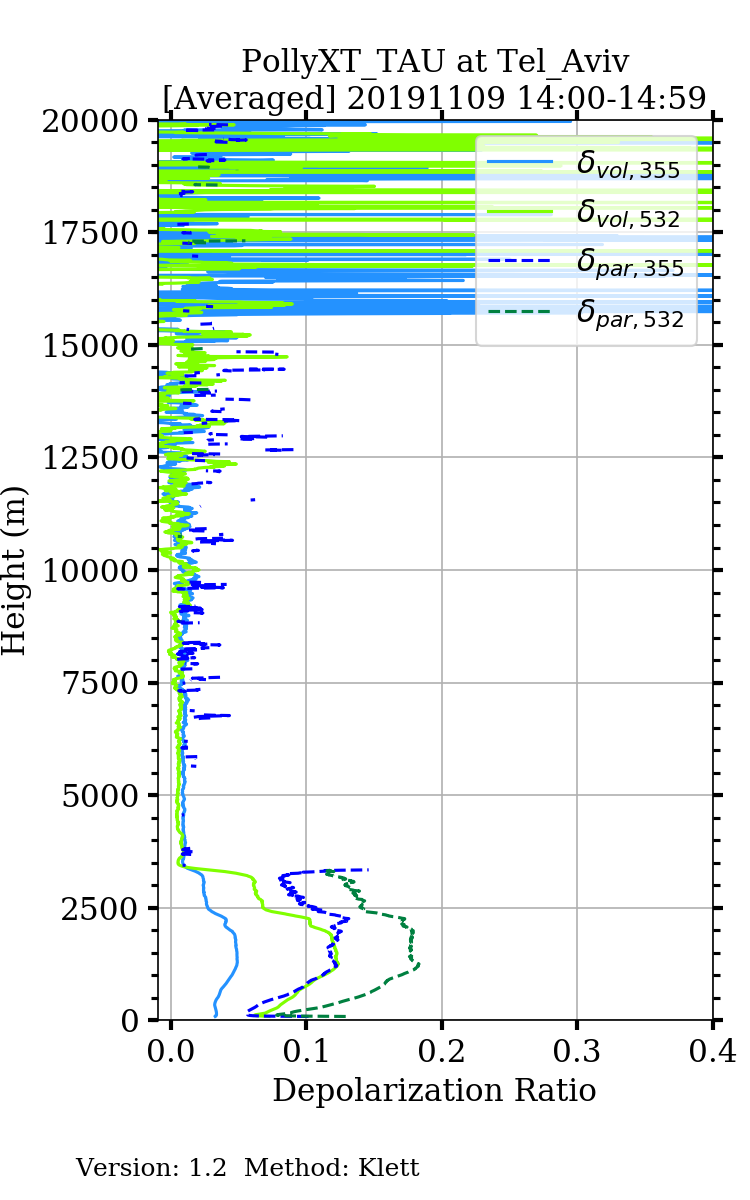 PollyXT_TAU at Tel_Aviv
[Averaged] 20191109 14:00-14:59
20000
17500
15000
12500
10000
7500
5000
2500
0
Height (m)
δvol, 355
δvol, 532
δpar, 355
δpar, 532
0.0 0.1 0.2 0.3 0.4
Depolarization Ratio
Version: 1.2 Method: Klett